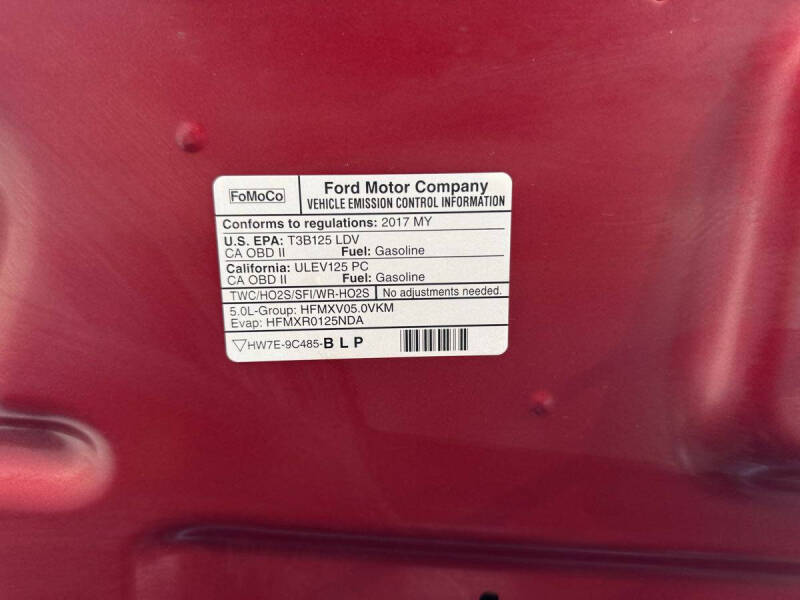 FoMoCo
Ford Motor Company
VEHICLE EMISSION CONTROL INFORMATION
Conforms to regulations: 2017 MY
U.S. EPA: T3B125 LDV
CA OBD II Fuel: Gasoline
California: ULEV125 PC
CA OBD II Fuel: Gasoline
TWC/HO2S/SFI/WR-HO2S No adjustments needed.
5.0L-Group: HFMXV05.0VKM
Evap: HFMXR0125NDA
HW7E-9C485-BLP